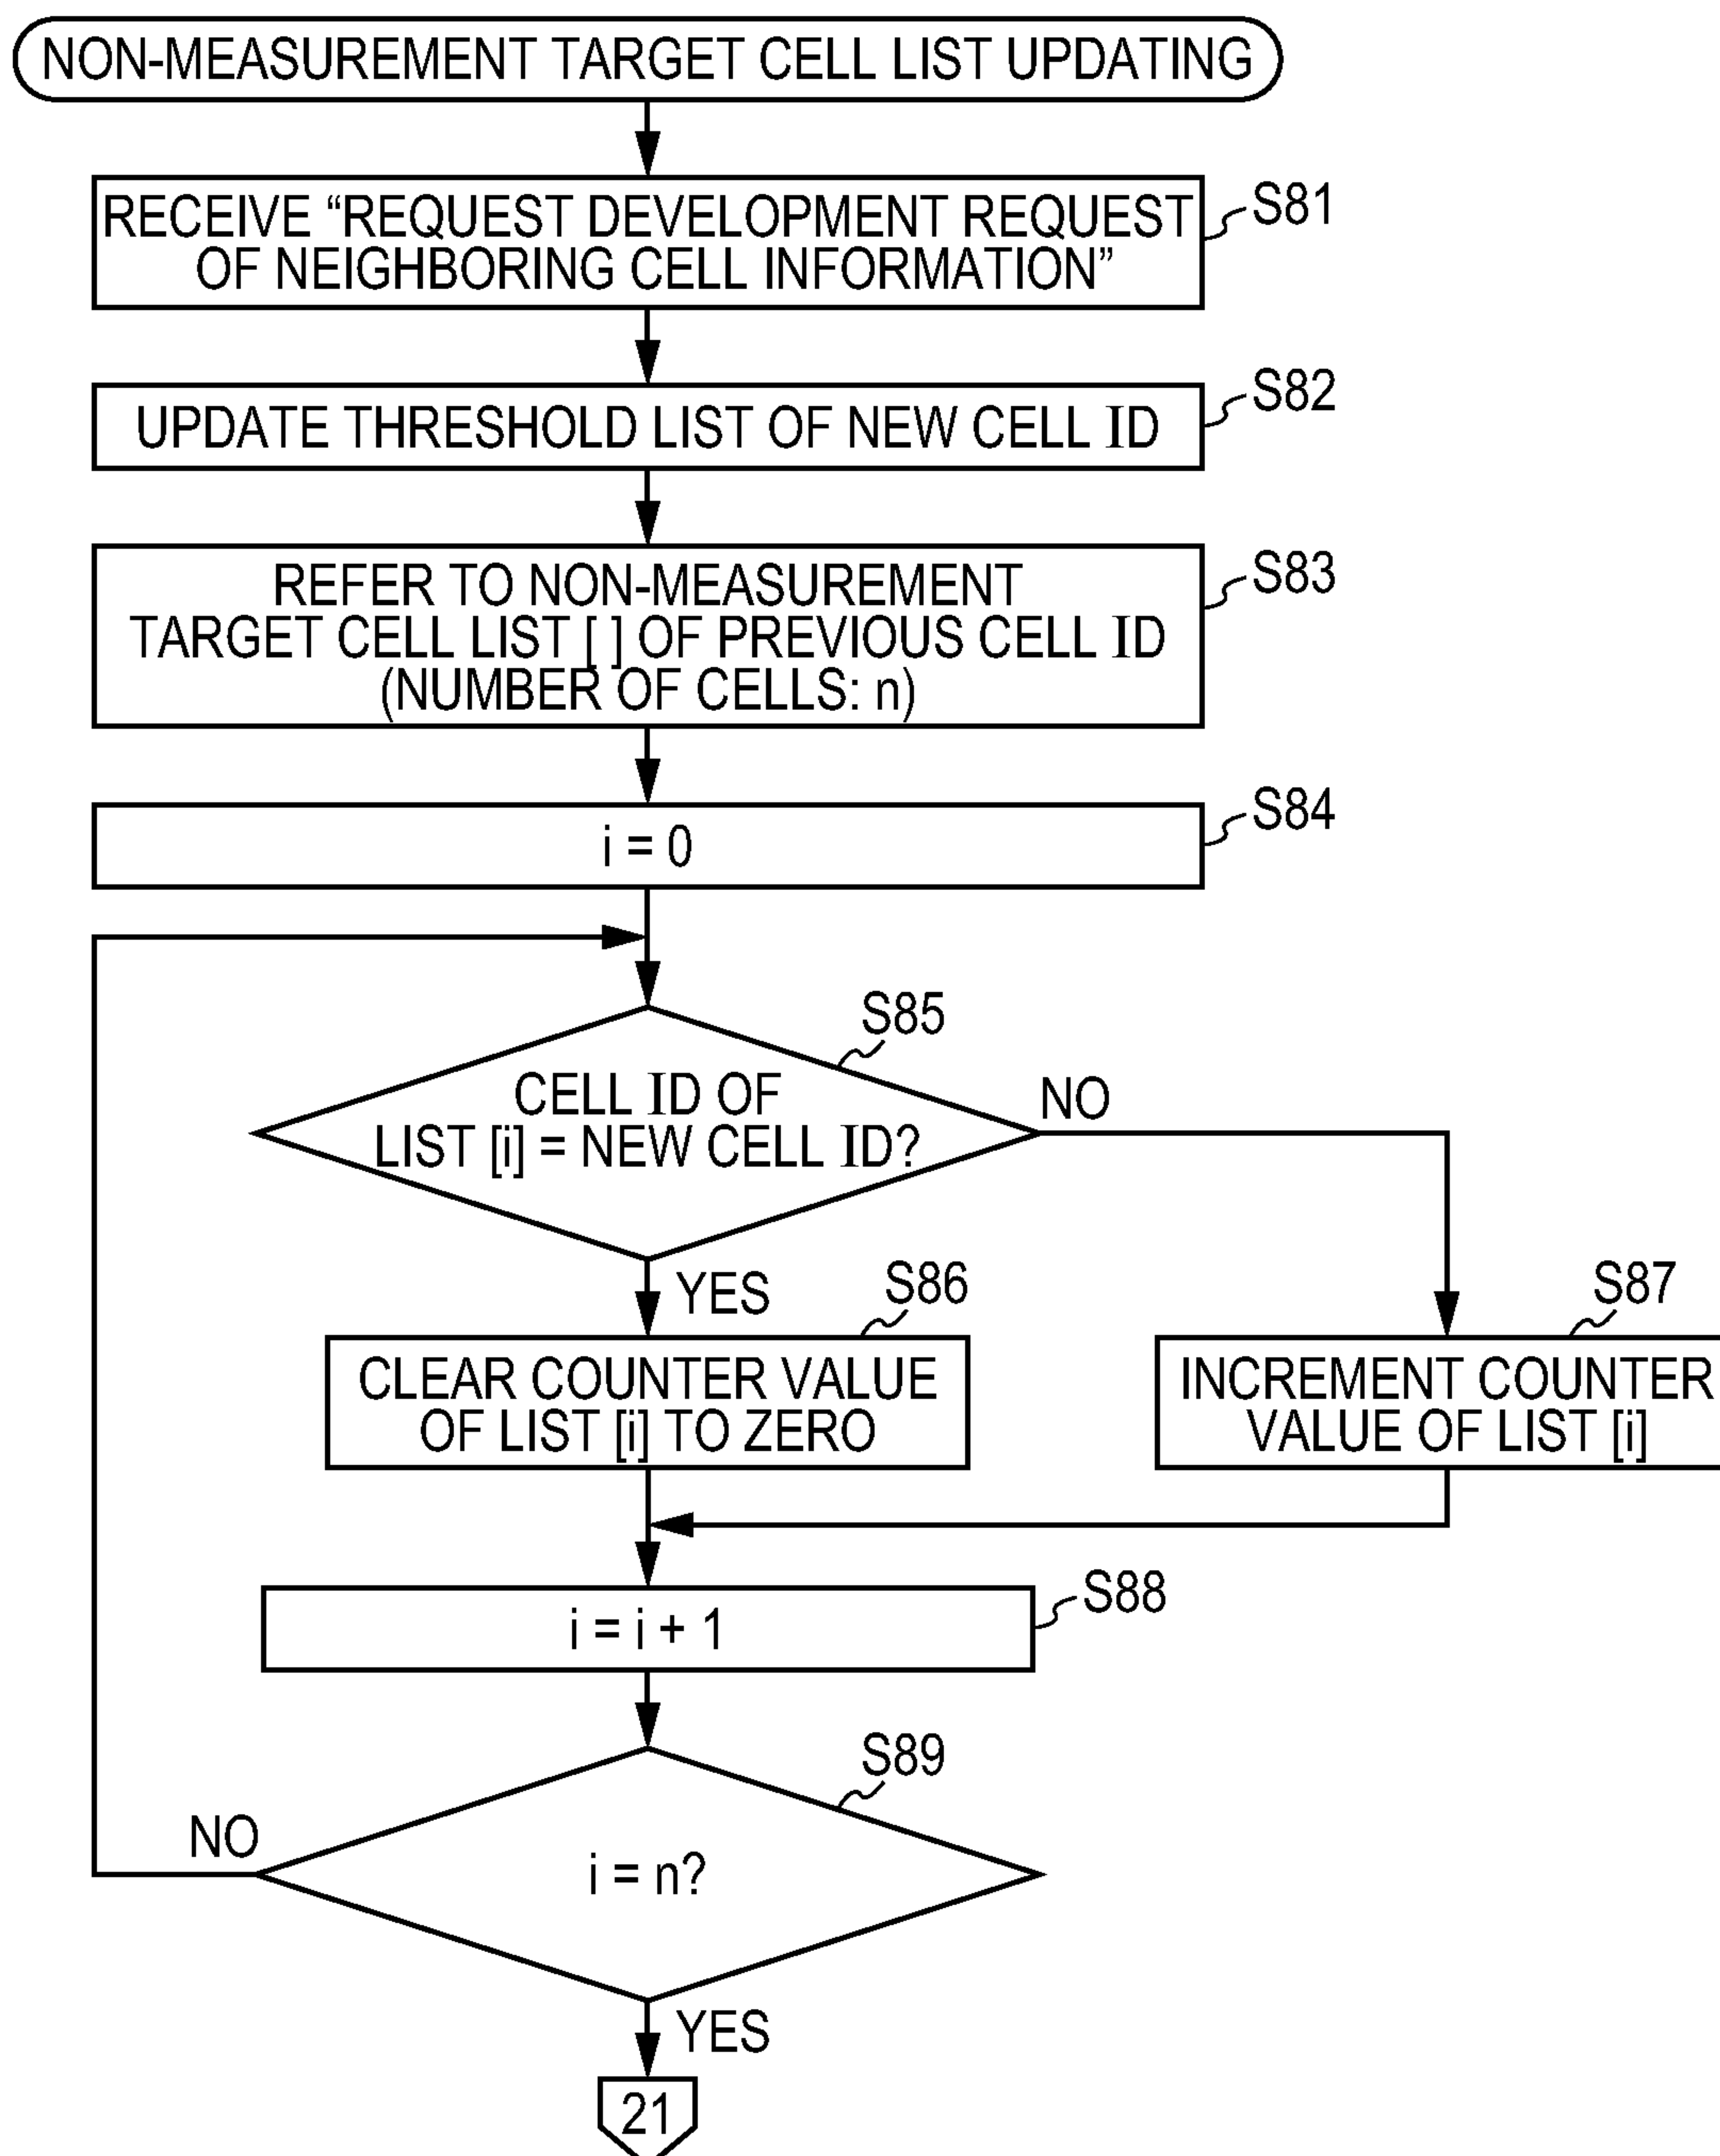 NON-MEASUREMENT TARGET CELL LIST UPDATING
RECEIVE “REQUEST DEVELOPMENT REQUEST
OF NEIGHBORING CELL INFORMATION”
S81
UPDATE THRESHOLD LIST OF NEW CELL ID
S82
REFER TO NON-MEASUREMENT
TARGET CELL LIST [ ] OF PREVIOUS CELL ID
(NUMBER OF CELLS: n)
S83
i = 0
S84
S85
CELL ID OF
LIST [i] = NEW CELL ID?
NO
YES
S86
CLEAR COUNTER VALUE
OF LIST [i] TO ZERO
S87
INCREMENT COUNTER
VALUE OF LIST [i]
i = i + 1
S88
S89
i = n?
NO
YES
21